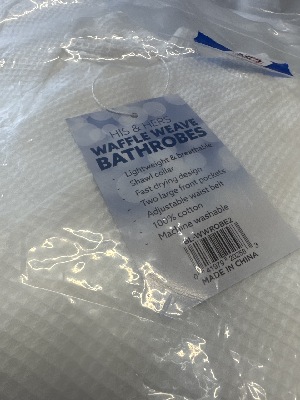 HIS & HERS
WAFFLE WEAVE
BATHROBES
Lightweight & breathable
Shawl collar
Fast drying design
Two large front pockets
Adjustable waist belt
100% cotton
Machine washable
MADE IN CHINA